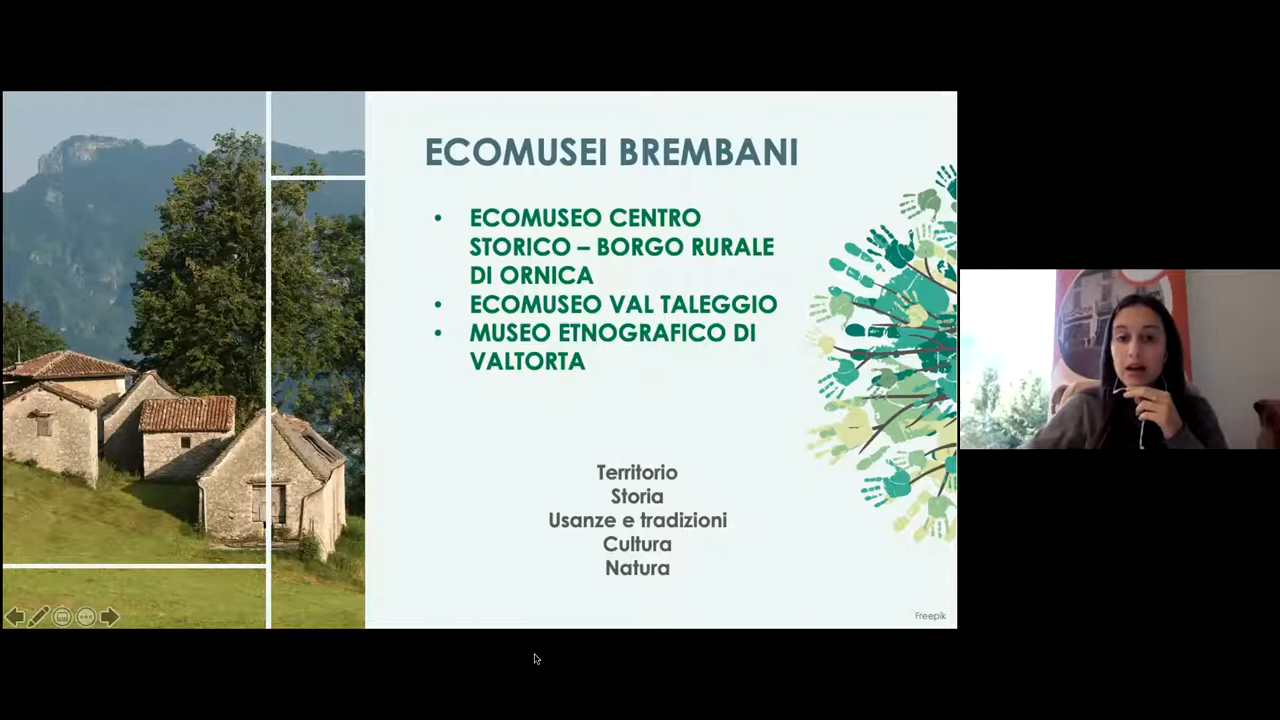 ECOMUSEI BREMBANI
• ECOMUSEO CENTRO
STORICO – BORGO RURALE
DI ORNICA
• ECOMUSEO VAL TALEGGIO
• MUSEO ETNOGRAFICO DI
VALTORTA
Territorio
Storia
Usanze e tradizioni
Cultura
Natura
Freepik